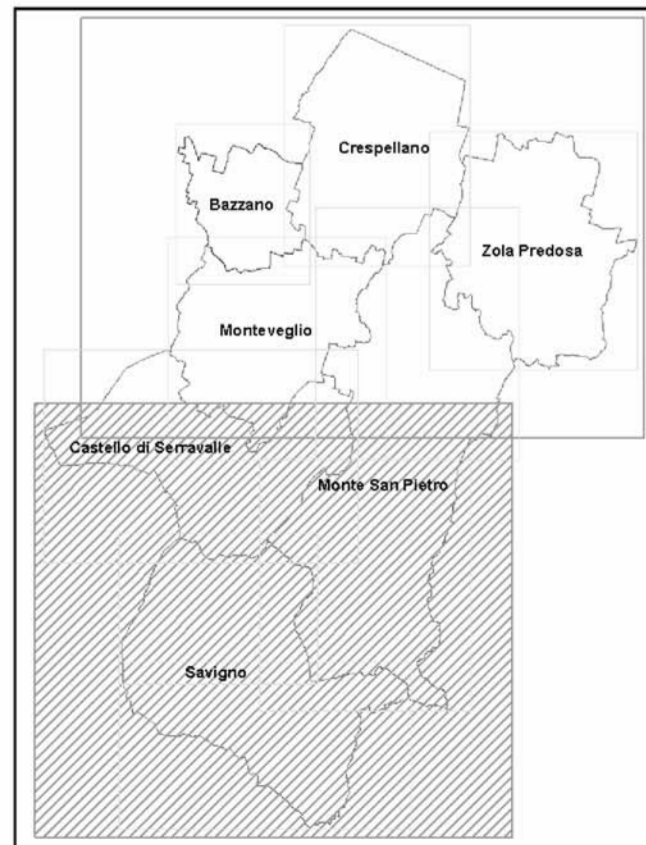 Crespellano
Bazzano
Zola Predosa
Monteveglio
Castello di Serravalle
Monte San Pietro
Savigno